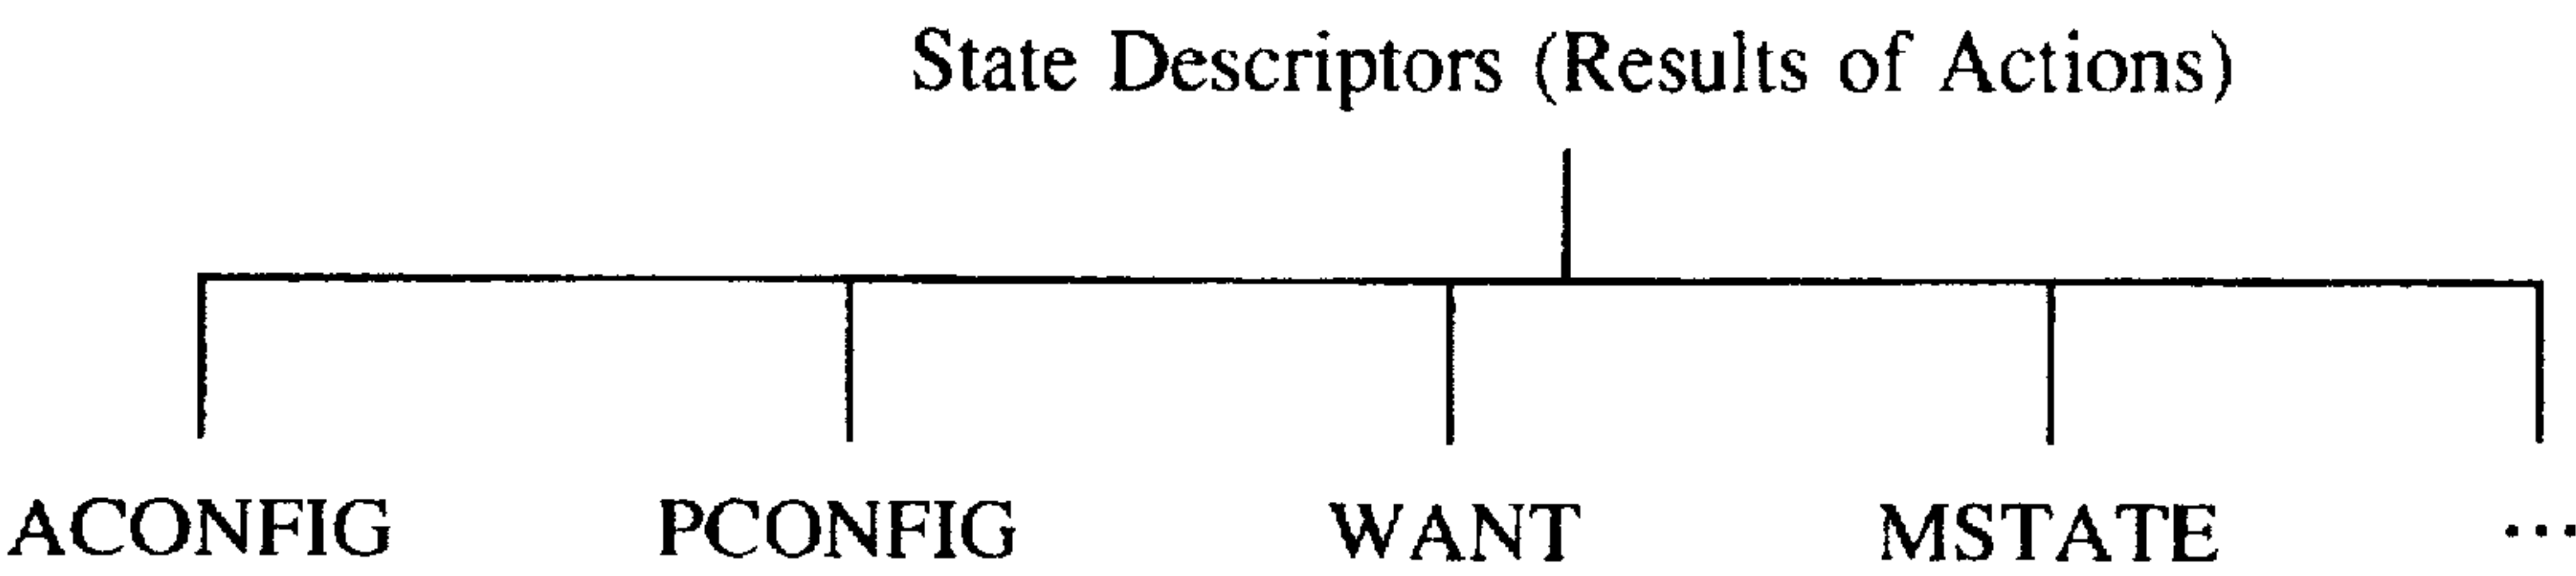 State Descriptors (Results of Actions)
ACONFIG PCONFIG WANT MSTATE ...